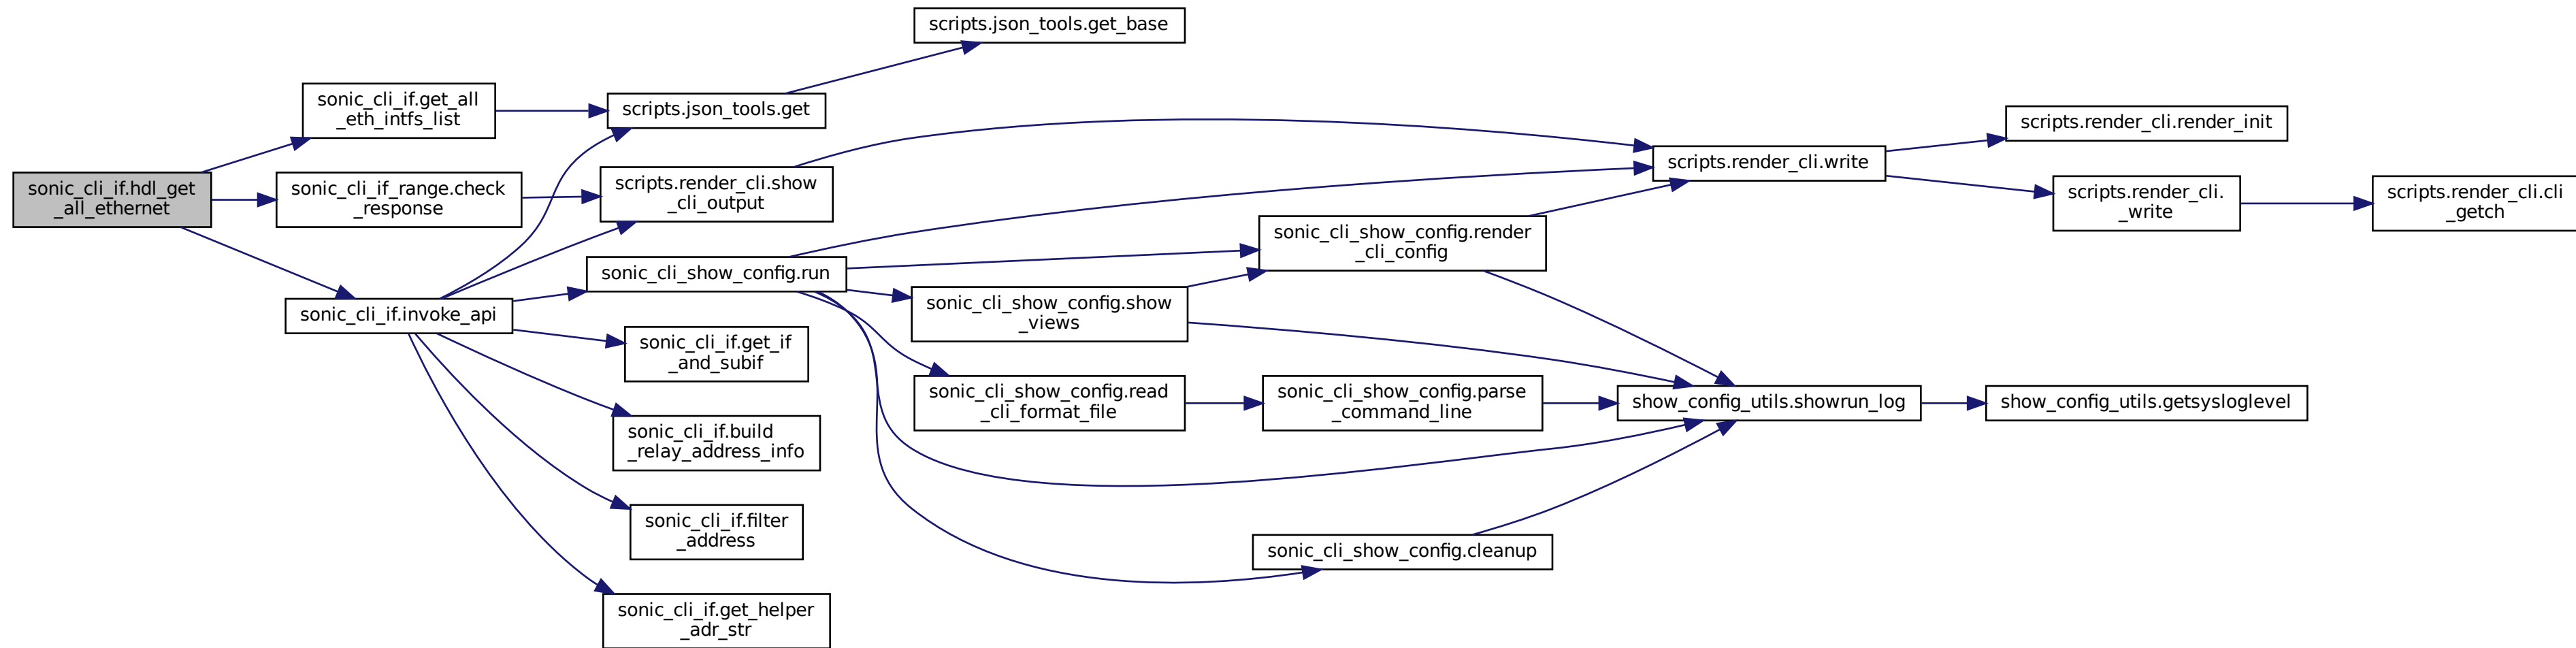 scripts.json_tools.get_base
sonic_cli_if.get_all
_eth_intfs_list
scripts.json_tools.get
scripts.render_cli.render_init
scripts.render_cli.write
sonic_cli_if.hdl_get
_all_ethernet
sonic_cli_if_range.check
_response
scripts.render_cli.show
_cli_output
scripts.render_cli.
_write
scripts.render_cli.cli
_getch
sonic_cli_show_config.render
_cli_config
sonic_cli_show_config.run
sonic_cli_show_config.show
_views
sonic_cli_if.invoke_api
sonic_cli_if.get_if
_and_subif
sonic_cli_show_config.read
_cli_format_file
sonic_cli_show_config.parse
_command_line
show_config_utils.showrun_log
show_config_utils.getsysloglevel
sonic_cli_if.build
_relay_address_info
sonic_cli_if.filter
_address
sonic_cli_show_config.cleanup
sonic_cli_if.get_helper
_adr_str